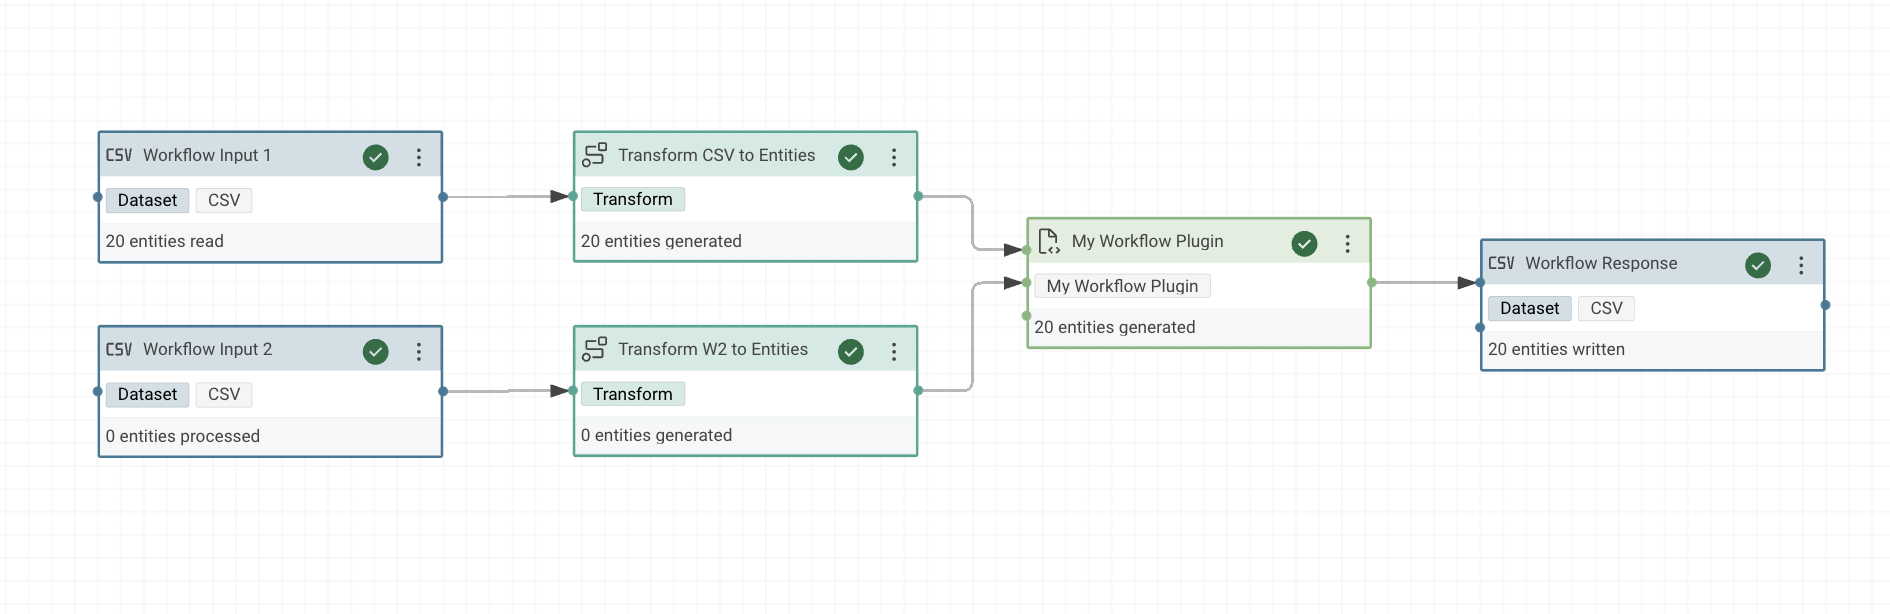 CSV Workflow Input 1
Dataset CSV
20 entities read
Transform CSV to Entities
Transform
20 entities generated
CSV Workflow Input 2
Dataset CSV
0 entities processed
Transform W2 to Entities
Transform
0 entities generated
My Workflow Plugin
My Workflow Plugin
20 entities generated
CSV Workflow Response
Dataset CSV
20 entities written